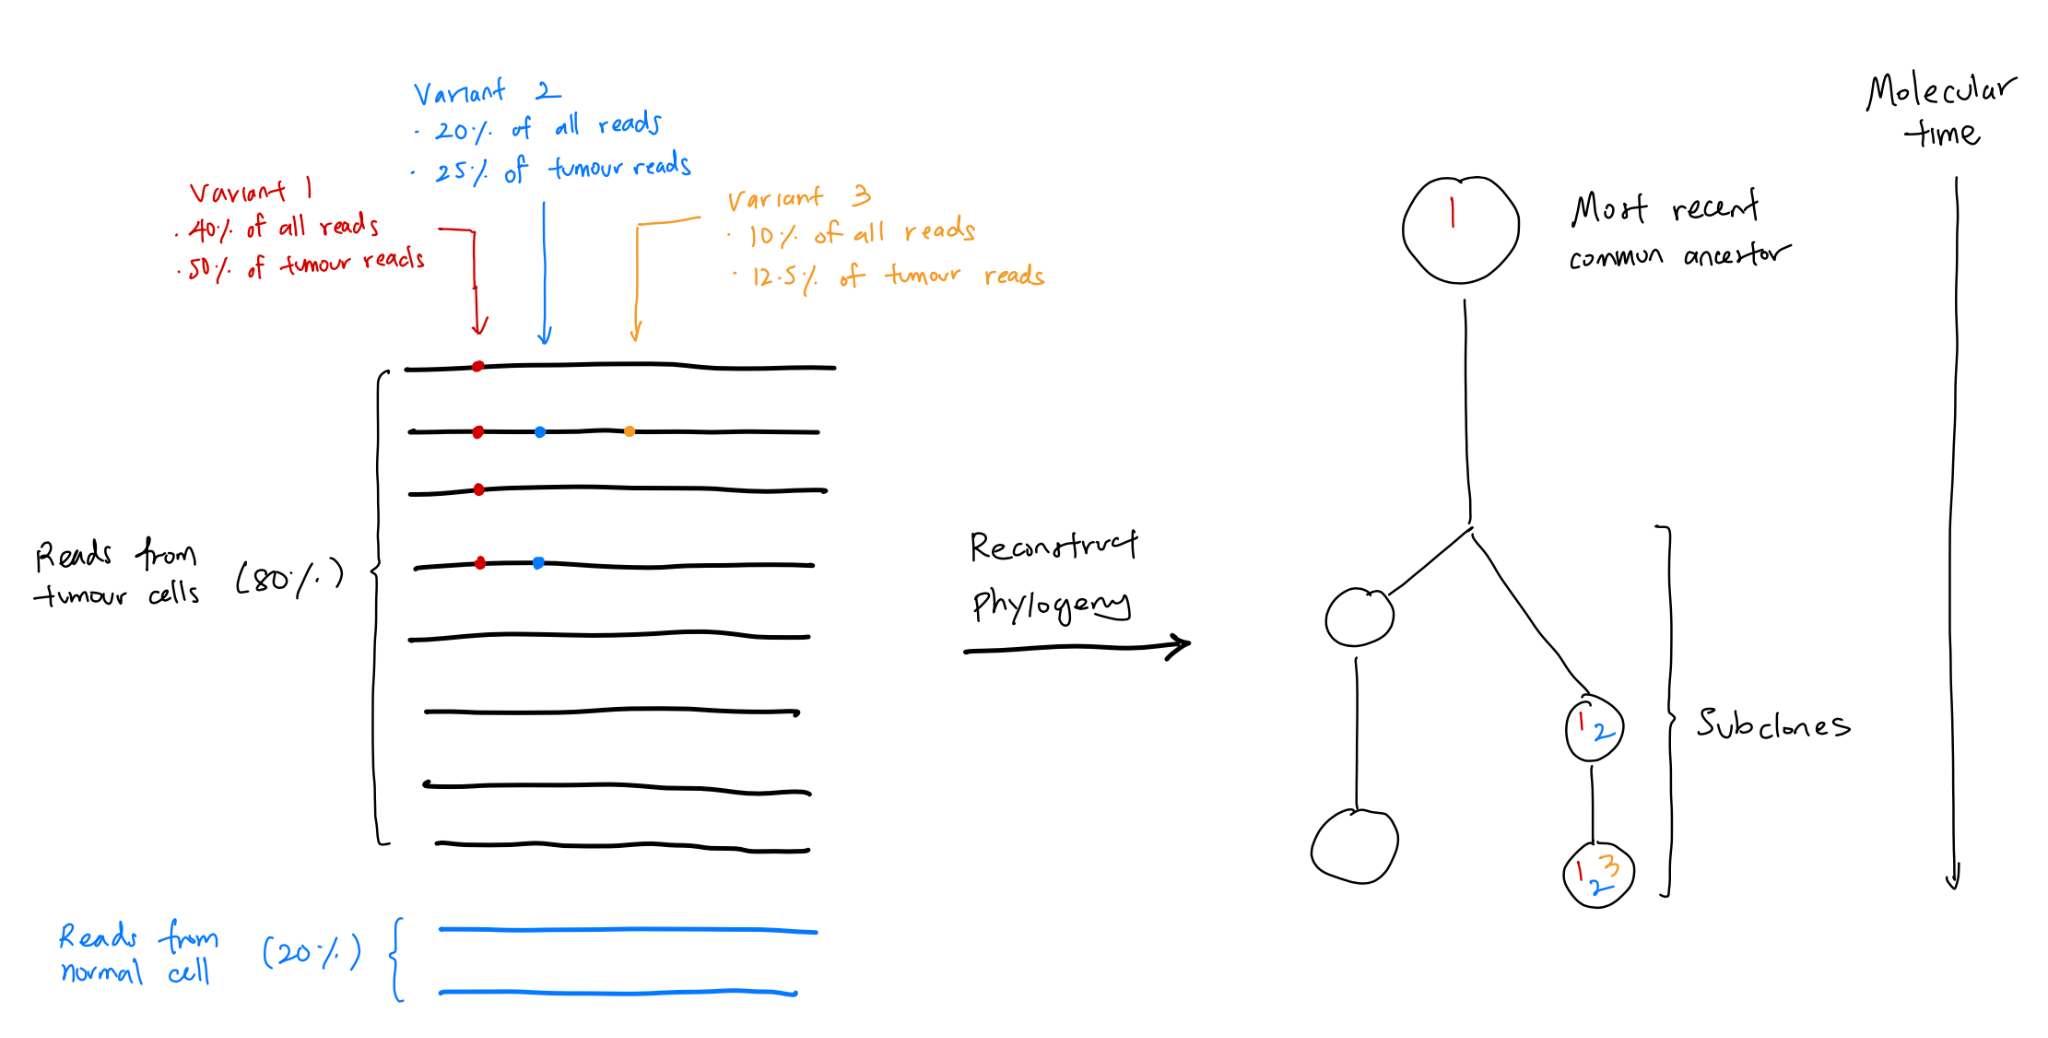 Variant 2
· 20% of all reads
· 25% of tumour reads
Variant 1
· 40% of all reads
· 50% of tumour reads
Variant 3
· 10% of all reads
· 12.5% of tumour reads
Reads from
tumour cells
(80%)
Reads from
normal cell
(20%)
Reconstruct
Phylogeny
1
Most recent
common ancestor
1
2
1 3
2
Subclones
Molecular
time